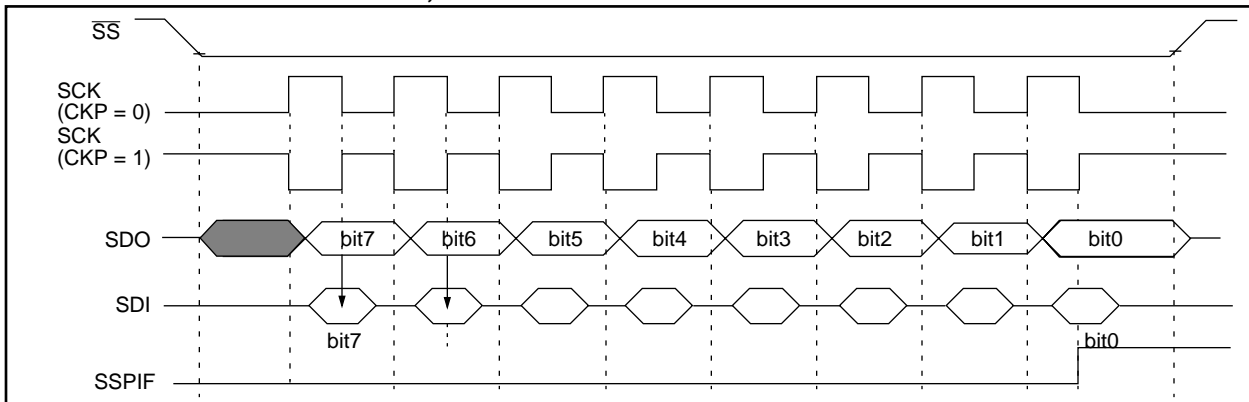 SS
SCK
(CKP = 0)
SCK
(CKP = 1)
SDO bit7 bit6 bit5 bit4 bit3 bit2 bit1 bit0
SDI
bit7 bit0
SSPIF